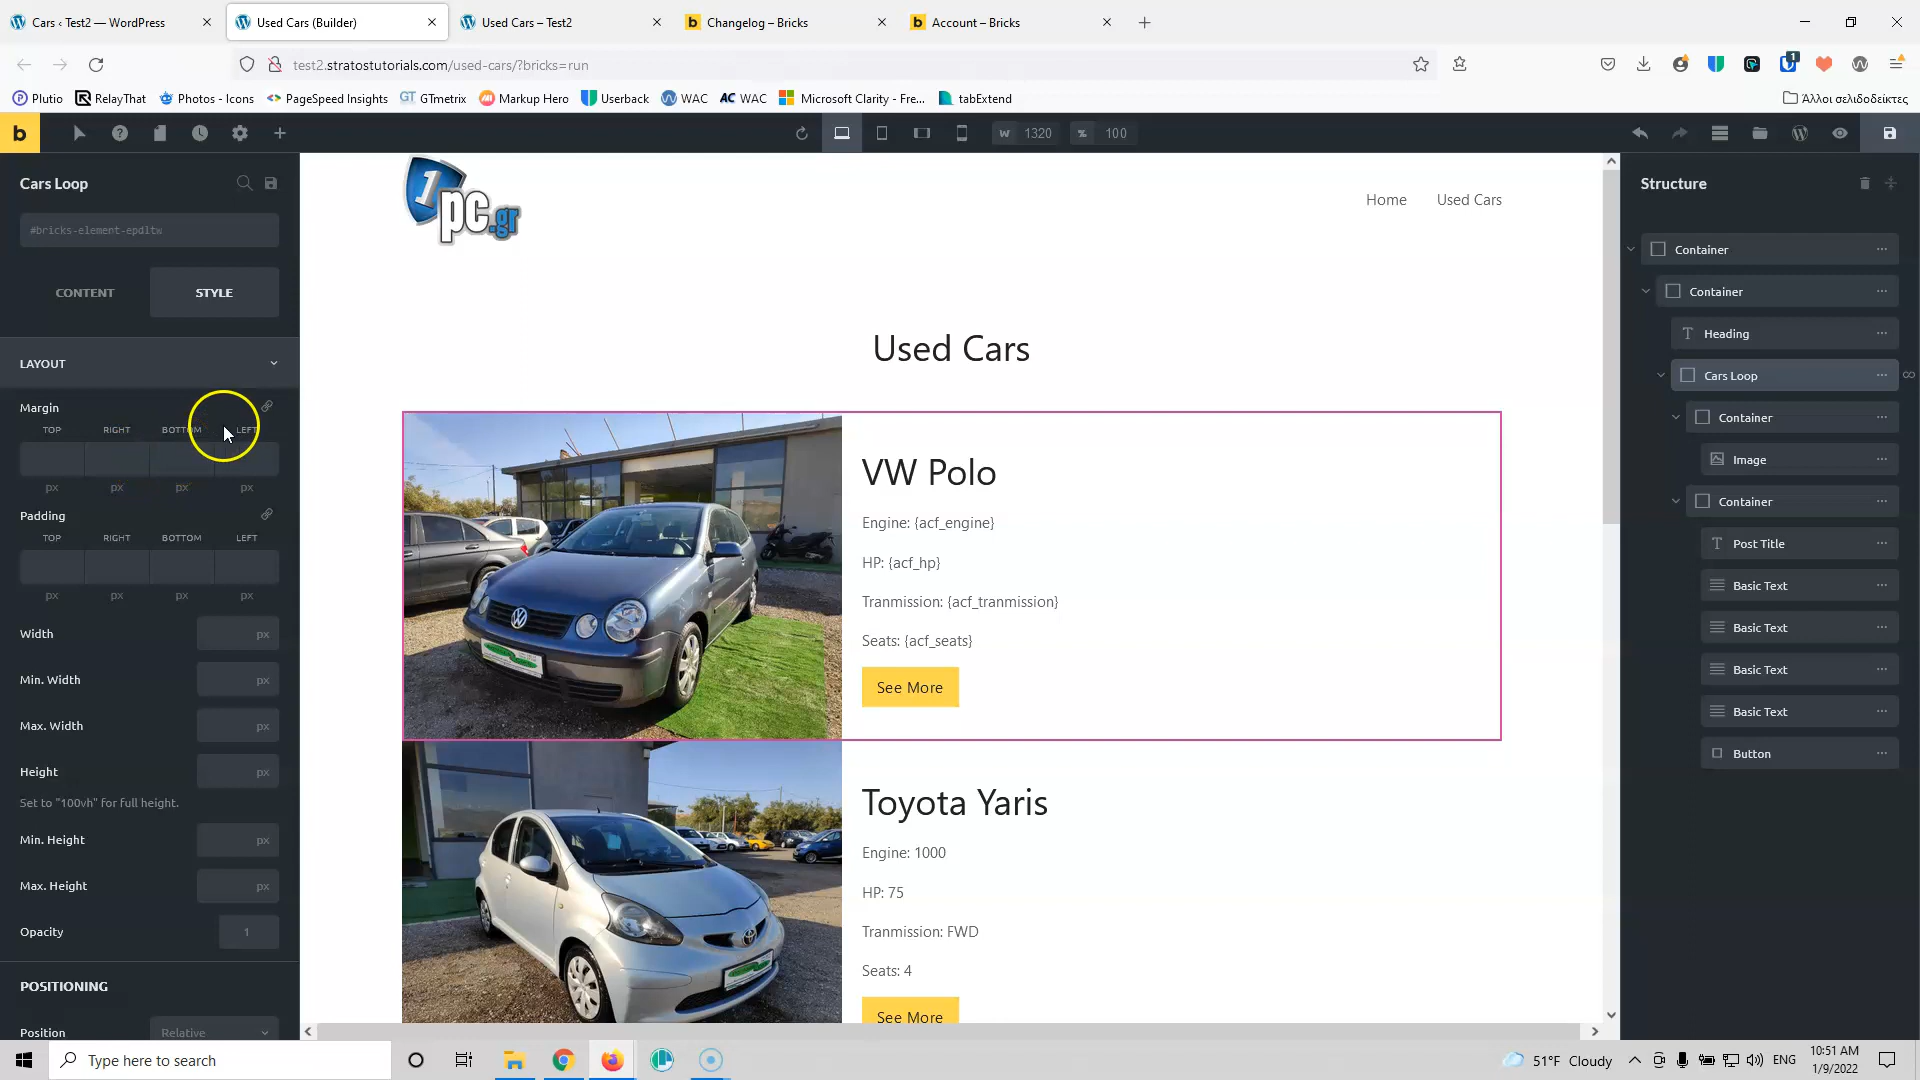 Cars ‹ Test2 — WordPress
Used Cars (Builder)
Used Cars – Test2
Changelog – Bricks
Account – Bricks
test2.stratostutorials.com/used-cars/?bricks=run
1
Plutio
RelayThat
Photos - Icons
PageSpeed Insights
GTmetrix
Markup Hero
Userback
WAC
AC WAC
Microsoft Clarity - Fre...
tabExtend
Άλλοι σελιδοδείκτες
b
W 1320
% 100
Cars Loop
#bricks-element-epdltw
CONTENT
STYLE
LAYOUT
Margin
TOP RIGHT BOTTOM LEFT
px px px px
Padding
TOP RIGHT BOTTOM LEFT
px px px px
Width px
Min. Width px
Max. Width px
Height px
Set to "100vh" for full height.
Min. Height px
Max. Height px
Opacity 1
POSITIONING
Position Relative
1pc.gr
Home Used Cars
Used Cars
VW Polo
Engine: {acf_engine}
HP: {acf_hp}
Tranmission: {acf_tranmission}
Seats: {acf_seats}
See More
Toyota Yaris
Engine: 1000
HP: 75
Tranmission: FWD
Seats: 4
See More
Structure
Container
Container
Heading
Cars Loop
Container
Image
Container
Post Title
Basic Text
Basic Text
Basic Text
Basic Text
Button
Type here to search
51°F Cloudy
ENG
10:51 AM
1/9/2022